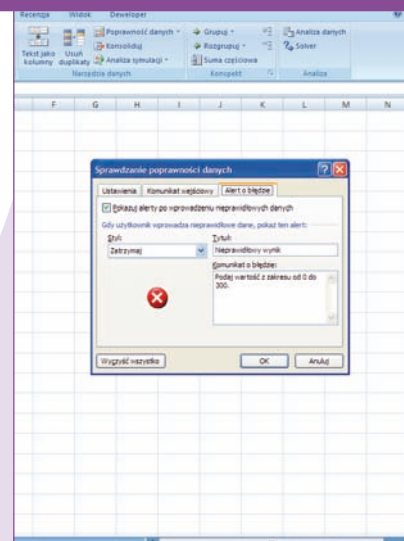 Recenzja Widok Deweloper
Tekst jako kolumny
Usuń duplikaty
Poprawność danych
Konsoliduj
Analiza symulacji
Narzędzia danych
Grupuj
Rozgrupuj
Suma częściowa
Konspekt
Analiza danych
Solver
Analiza
F G H I J K L M N
Sprawdzanie poprawności danych
Ustawienia Komunikat wejściowy Alert o błędzie
Pokazuj alerty po wprowadzeniu nieprawidłowych danych
Gdy użytkownik wprowadza nieprawidłowe dane, pokaż ten alert:
Styl: Tytuł:
Zatrzymaj Nieprawidłowy wynik
Komunikat o błędzie:
Podaj wartość z zakresu od 0 do
300.
Wyczyść wszystko OK Anuluj